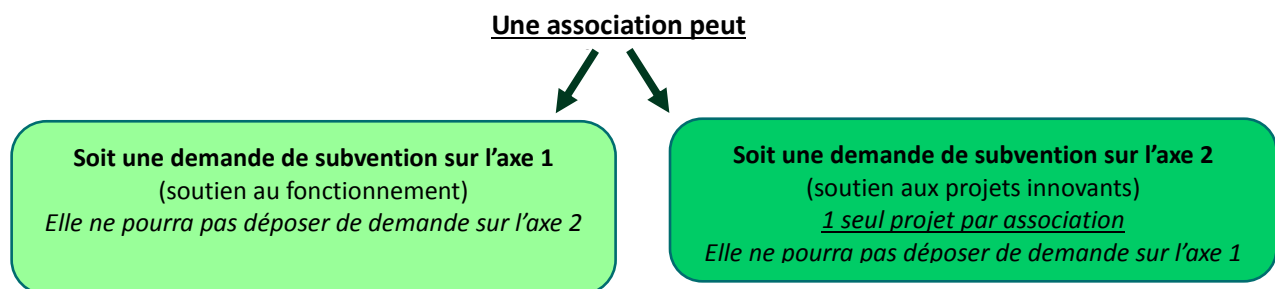 Une association peut
Soit une demande de subvention sur l’axe 1
(soutien au fonctionnement)
Elle ne pourra pas déposer de demande sur l’axe 2
Soit une demande de subvention sur l’axe 2
(soutien aux projets innovants)
1 seul projet par association
Elle ne pourra pas déposer de demande sur l’axe 1